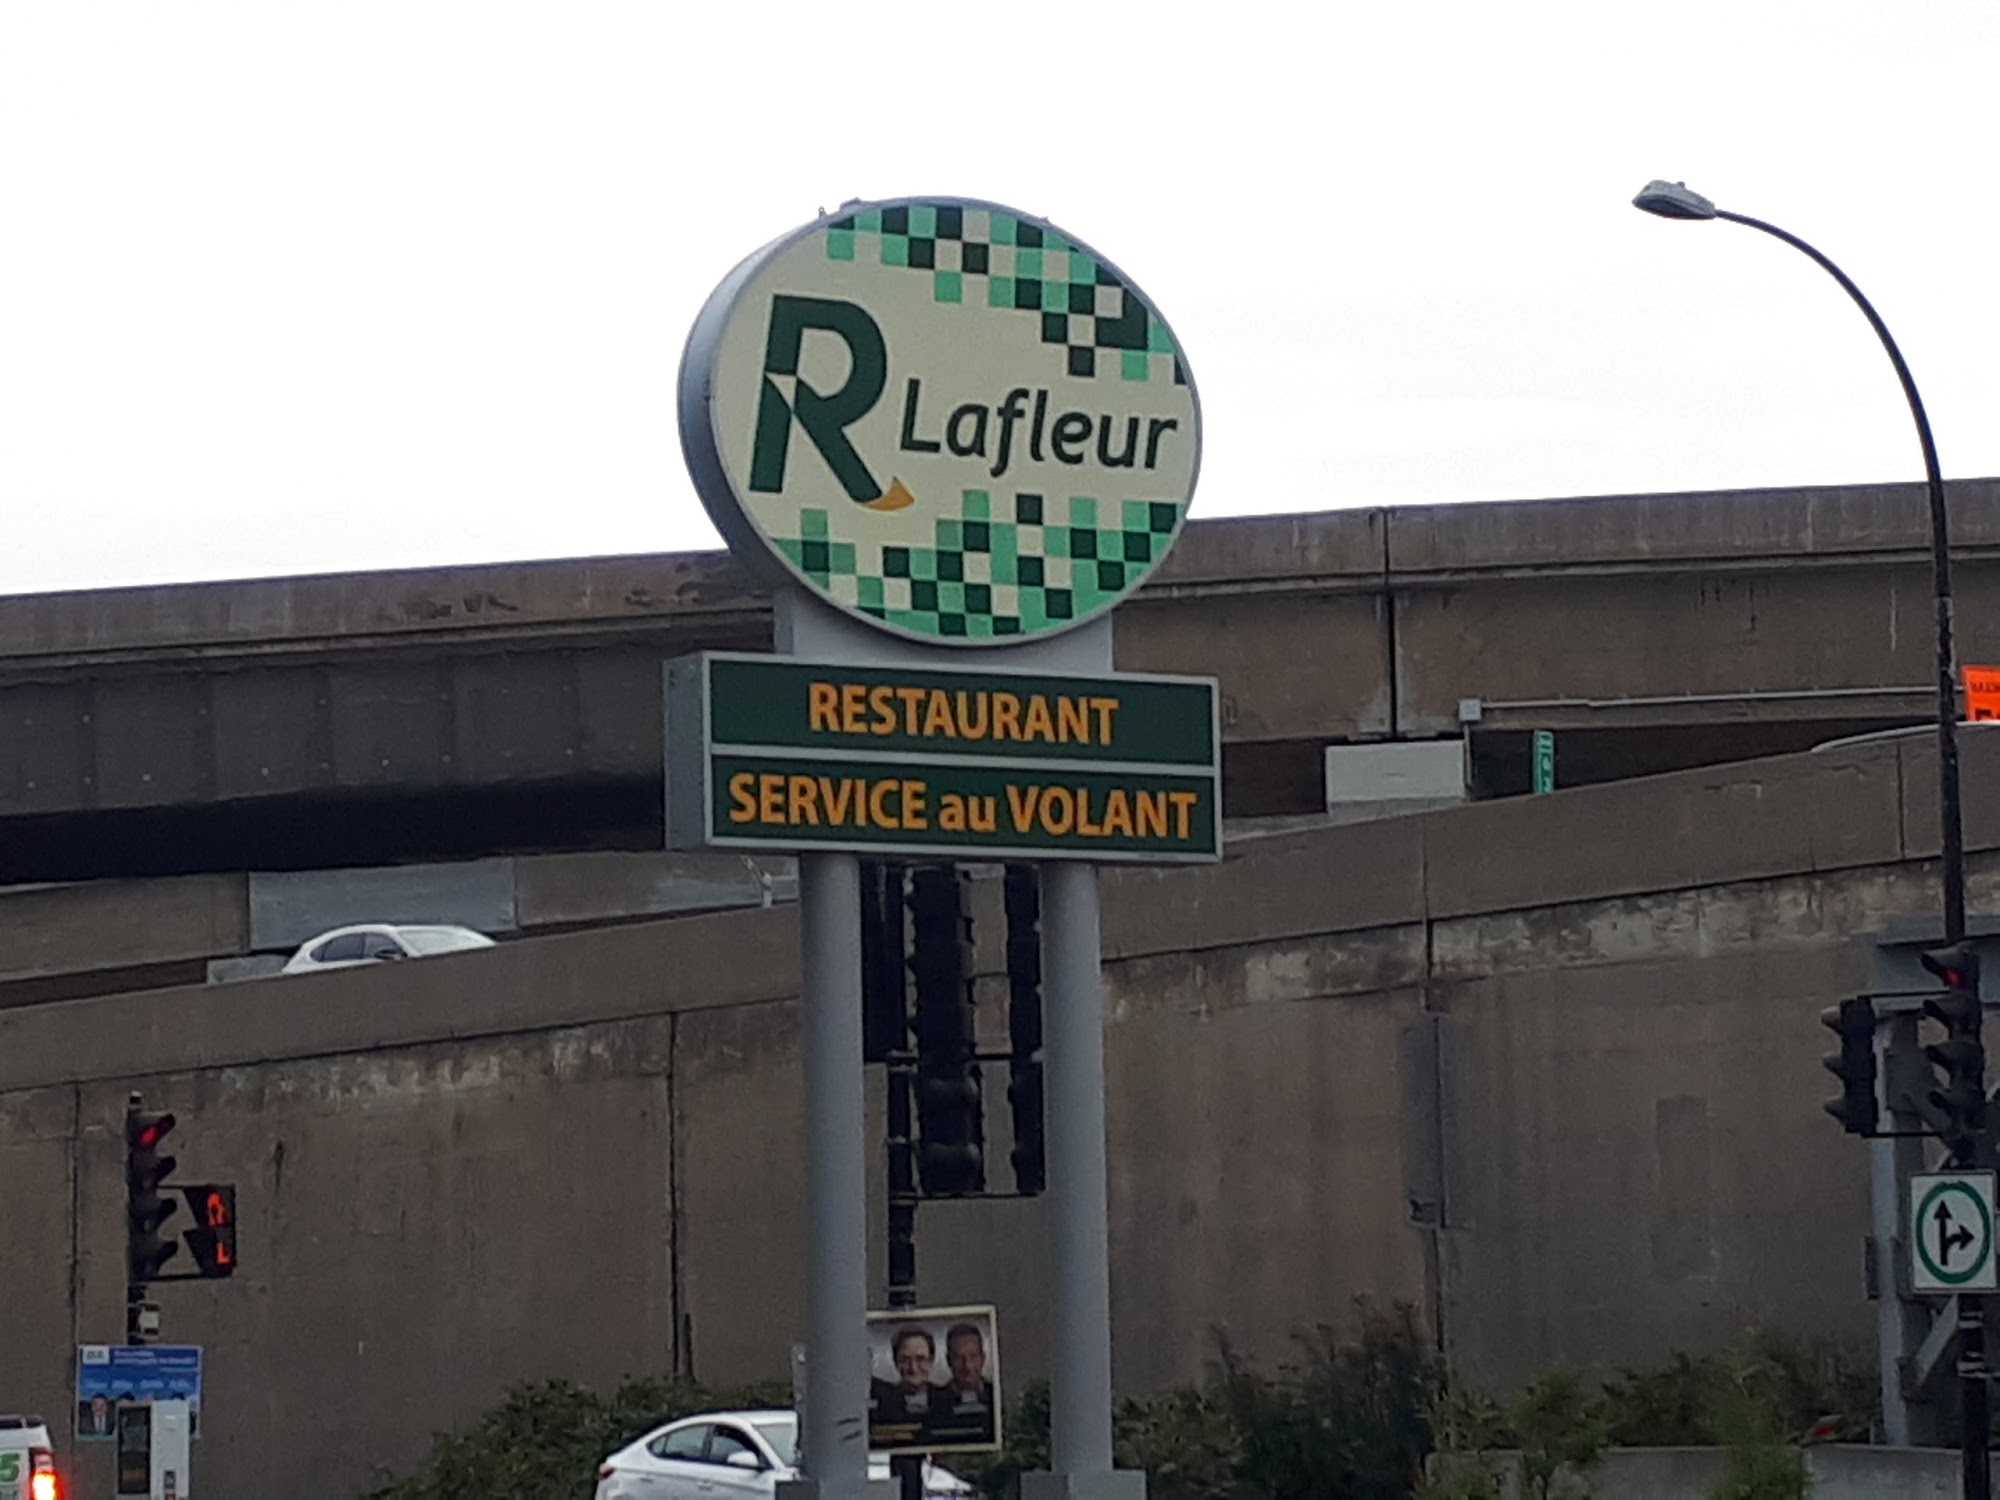 R Lafleur
RESTAURANT
SERVICE au VOLANT